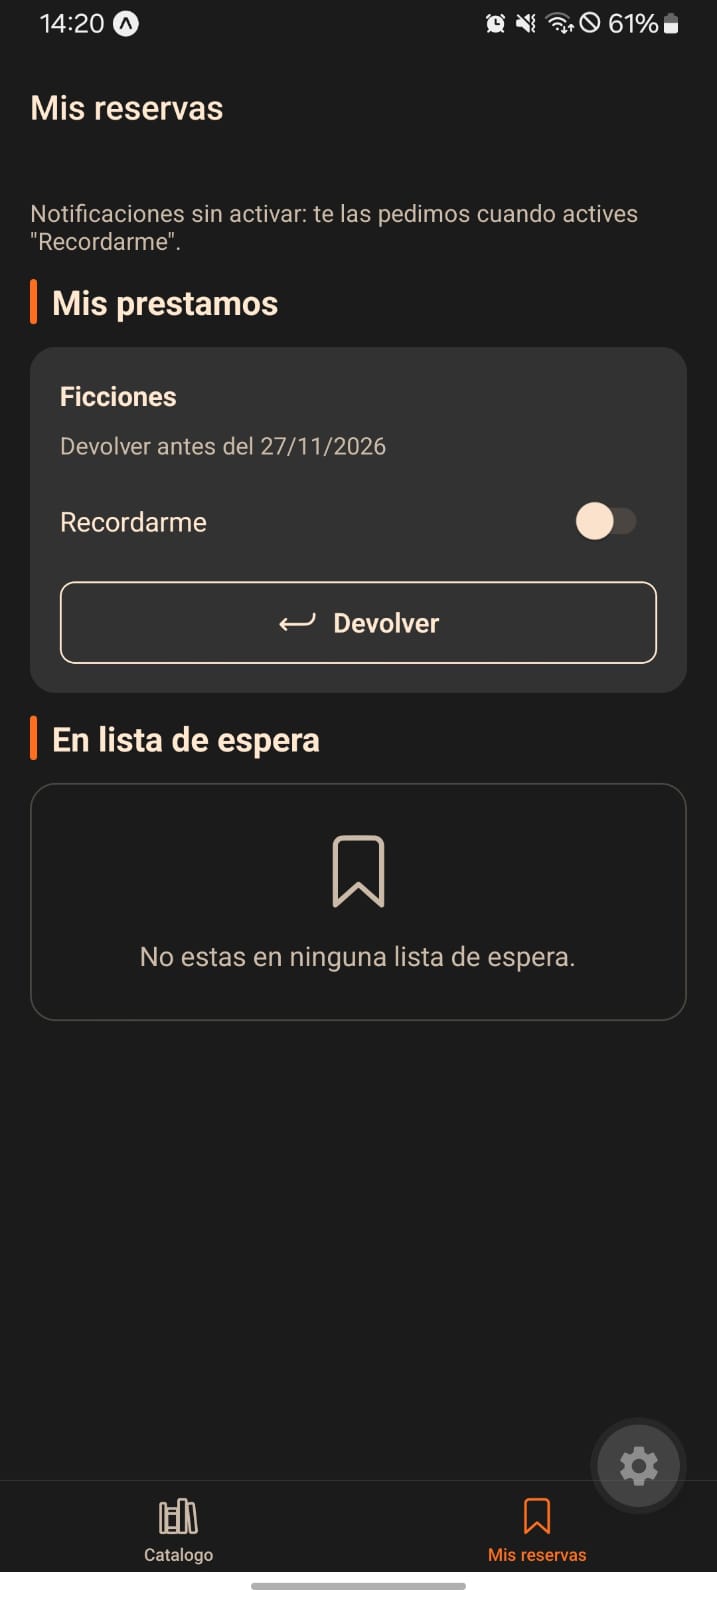 14:20
61%
Mis reservas
Notificaciones sin activar: te las pedimos cuando actives
"Recordarme".
Mis prestamos
Ficciones
Devolver antes del 27/11/2026
Recordarme
Devolver
En lista de espera
No estas en ninguna lista de espera.
Catalogo
Mis reservas